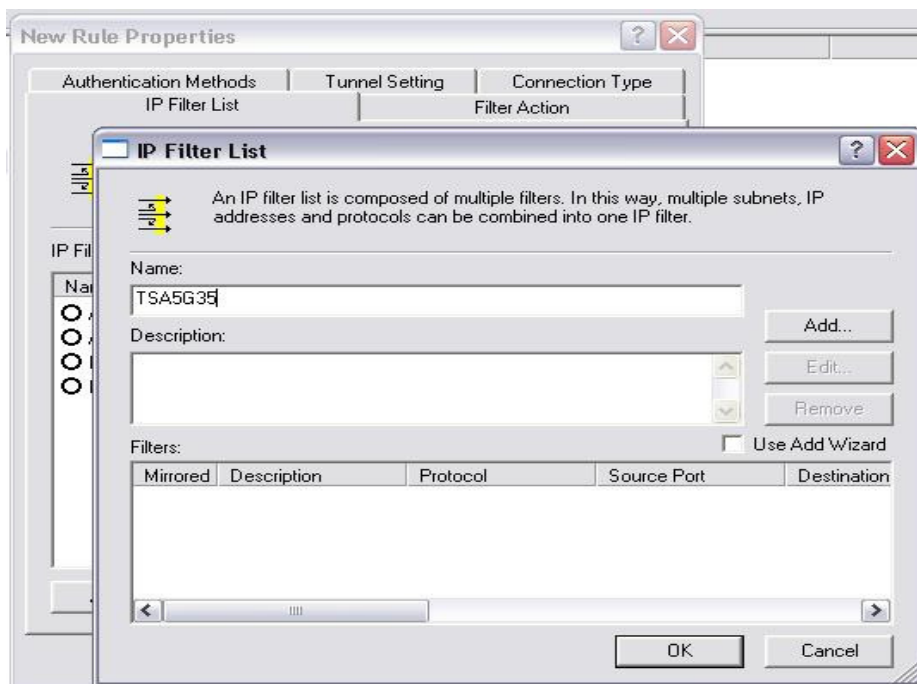 New Rule Properties
Authentication Methods
Tunnel Setting
Connection Type
IP Filter List
Filter Action
IP Filter List
An IP filter list is composed of multiple filters. In this way, multiple subnets, IP
addresses and protocols can be combined into one IP filter.
IP Fil
Name:
TSA5G35
Description:
Add...
Edit...
Remove
Use Add Wizard
Filters:
Mirrored
Description
Protocol
Source Port
Destination
OK
Cancel